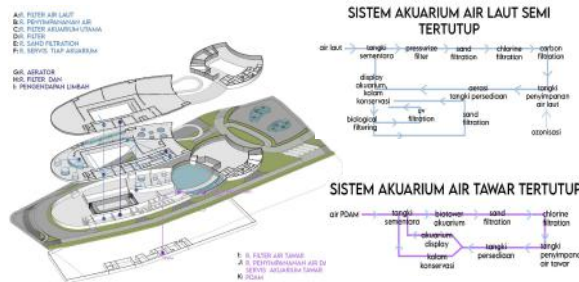 A:R. FILTER AIR LAUT
B:R. PENYIMPANAN AIR
C:R. FILTER AKUARIUM UTAMA
D:R. FILTER
E:R. SAND FILTRATION
F:R. SERVIS TIAP AKUARIUM
G:R. AERATOR
H:R. FILTER DAN
I: PENGENDAPAN LIMBAH
I: R. FILTER AIR TAWAR
J: R. PENYIMPANANAN AIR DA
SERVIS AKUARIUM TAWAR
K: PDAM
SISTEM AKUARIUM AIR LAUT SEMI
TERTUTUP
air laut
tangki
sementara
pressurize
filter
sand
filtration
chlorine
filtration
carbon
filtration
display
akuarium,
kolam
konservasi
aerasi
tangki persediaan
tangki
penyimpanan
air laut
filtration
biological
filtering
sand
filtration
ozonisasi
SISTEM AKUARIUM AIR TAWAR TERTUTUP
air PDAM
tangki
sementara
biotower
akuarium
sand
filtration
chlorine
filtration
akuarium
display
tangki
persediaan
tangki
penyimpanan
air tawar
kolam
konservasi